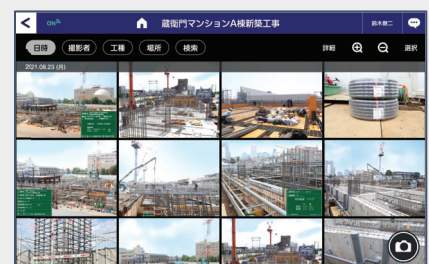 ON
蔵衛門マンションA棟新築工事
鈴木健二
日時 撮影者 工種 場所 検索 詳細 選択
2021.08.23 (月)